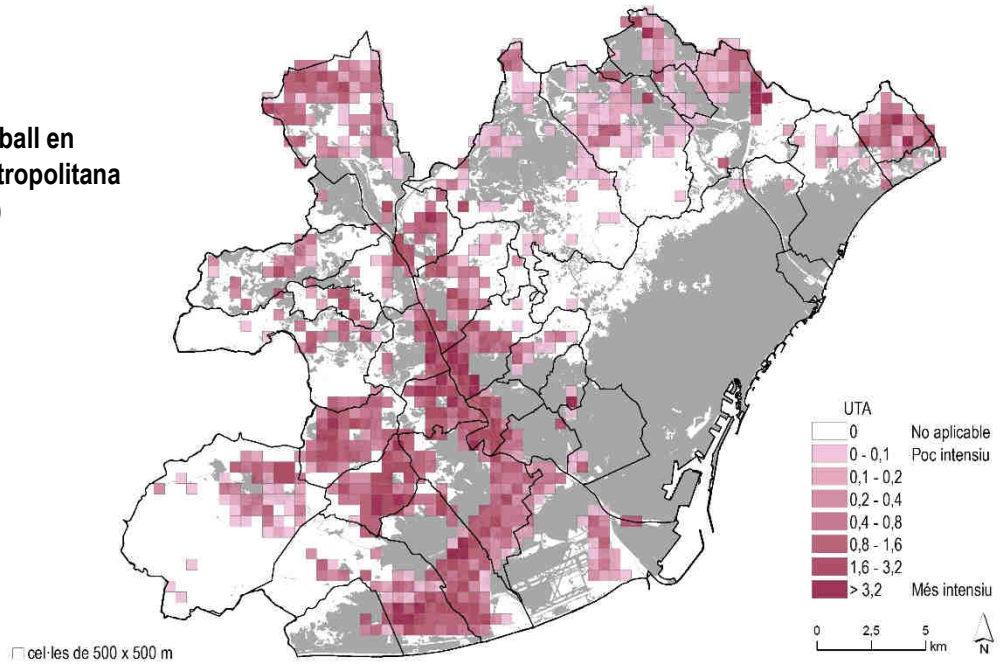 ball en
tropolitana
)
UTA
0 No aplicable
0 - 0,1 Poc intensiu
0,1 - 0,2
0,2 - 0,4
0,4 - 0,8
0,8 - 1,6
1,6 - 3,2
> 3,2 Més intensiu
0 2,5 5
km
N
cel·les de 500 x 500 m